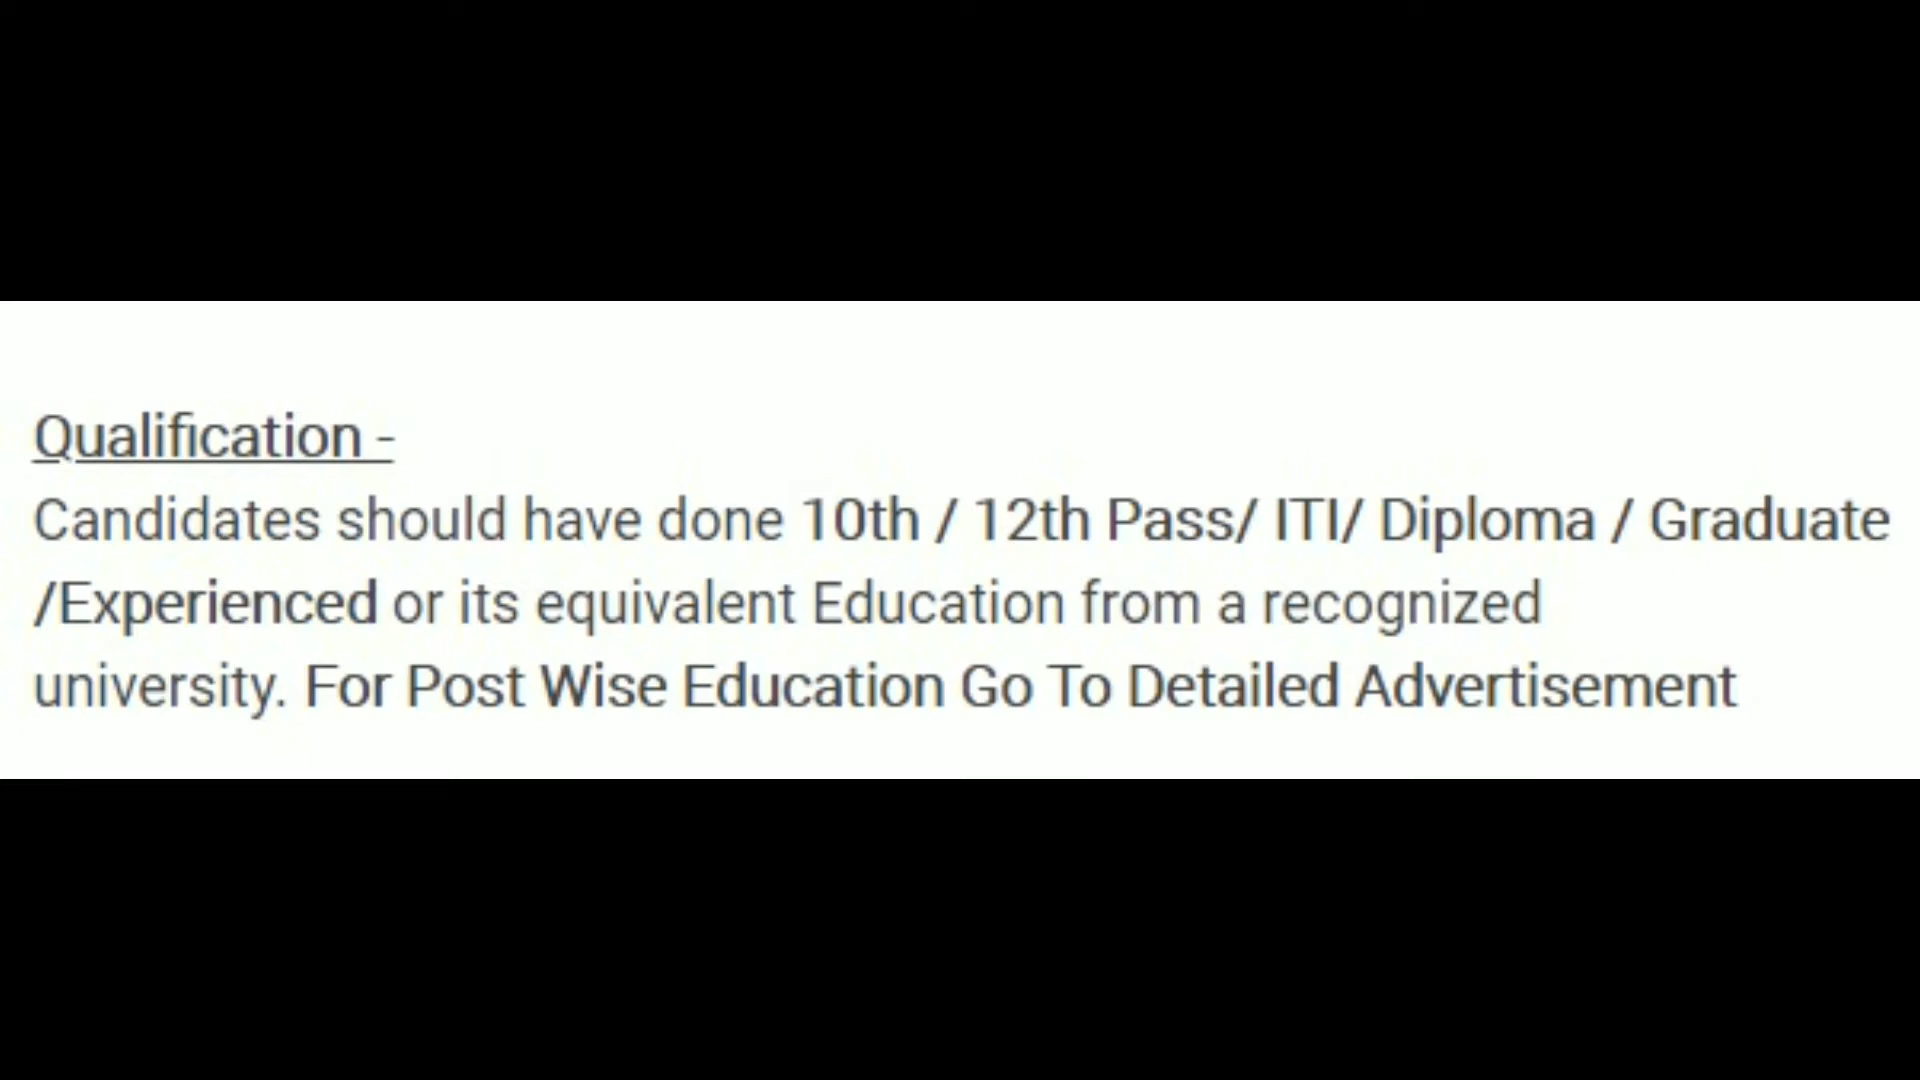 Qualification -
Candidates should have done 10th / 12th Pass/ ITI/ Diploma / Graduate
/Experienced or its equivalent Education from a recognized
university. For Post Wise Education Go To Detailed Advertisement